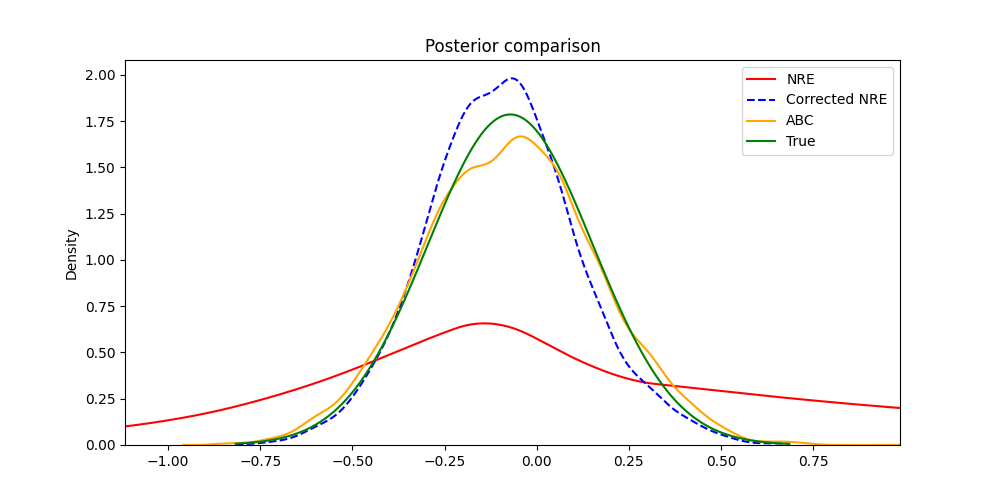 Posterior comparison
NRE
Corrected NRE
ABC
True
Density
2.00
1.75
1.50
1.25
1.00
0.75
0.50
0.25
0.00
−1.00 −0.75 −0.50 −0.25 0.00 0.25 0.50 0.75